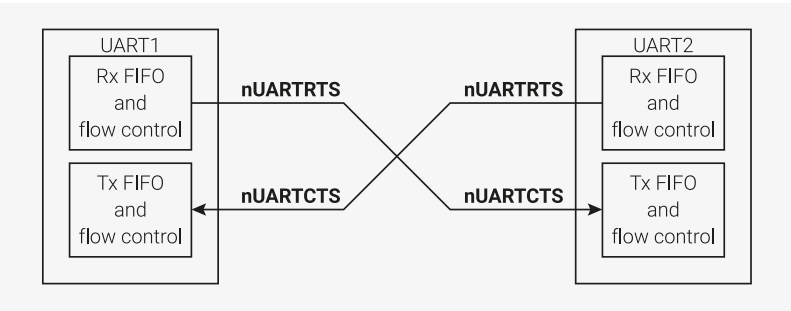 UART1
Rx FIFO
and
flow control
Tx FIFO
and
flow control
nUARTRTS
nUARTRTS
nUARTCTS
nUARTCTS
UART2
Rx FIFO
and
flow control
Tx FIFO
and
flow control